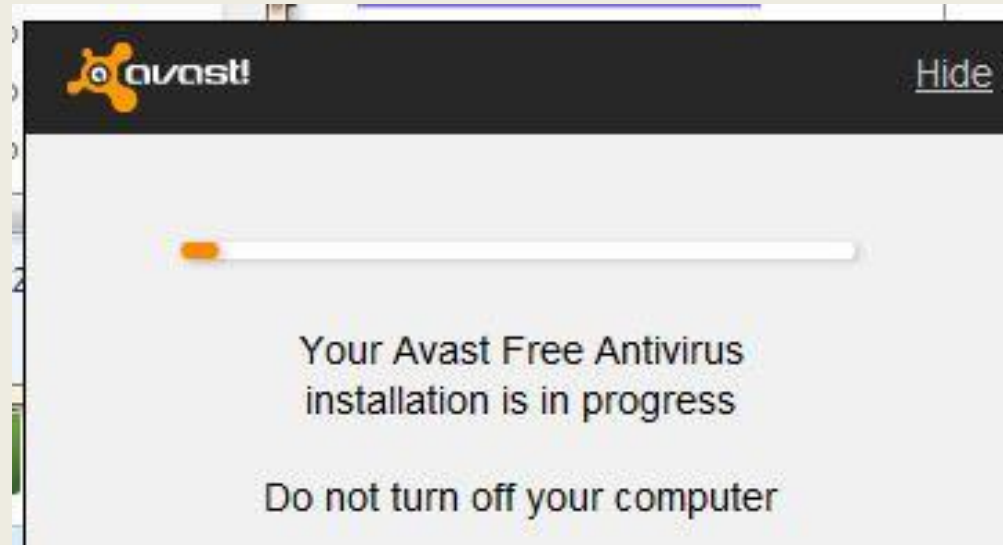 avast!
Hide
Your Avast Free Antivirus
installation is in progress
Do not turn off your computer